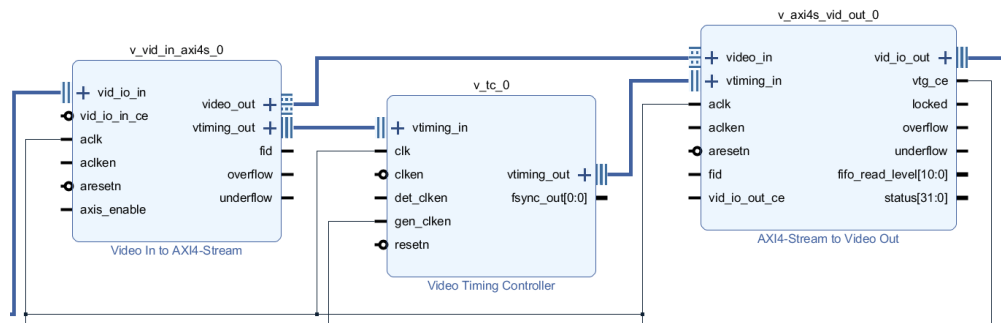 v_vid_in_axi4s_0
vid_io_in
vid_io_in_ce
aclk
aclken
aresetn
axis_enable
video_out
vtiming_out
fid
overflow
underflow
Video In to AXI4-Stream
v_tc_0
vtiming_in
clk
clken
det_clken
gen_clken
resetn
vtiming_out
fsync_out[0:0]
Video Timing Controller
v_axi4s_vid_out_0
video_in
vtiming_in
aclk
aclken
aresetn
fid
vid_io_out_ce
vid_io_out
vtg_ce
locked
overflow
underflow
fifo_read_level[10:0]
status[31:0]
AXI4-Stream to Video Out